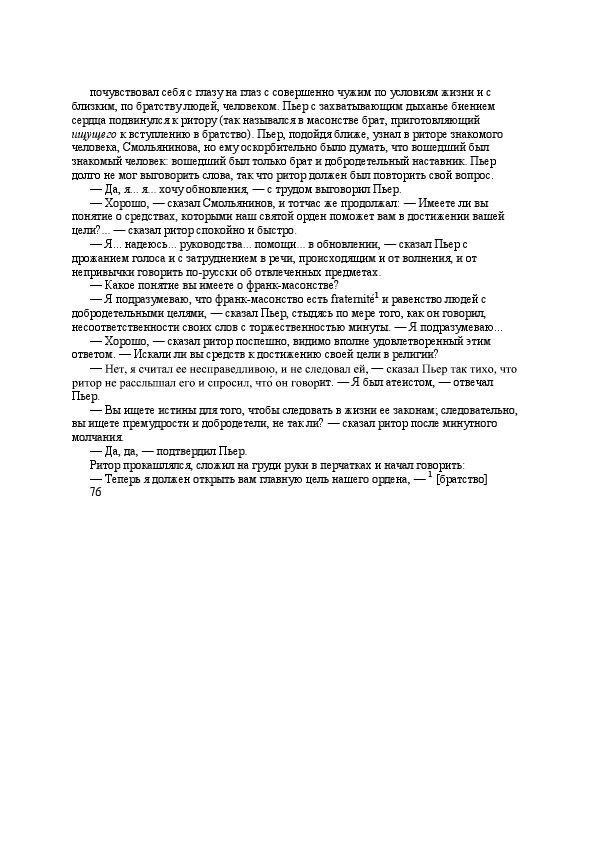 почувствовал себя с глазу на глаз с совершенно чужим по условиям жизни и с
близким, по братству людей, человеком. Пьер с захватывающим дыханье биением
сердца подвинулся к ритору (так назывался в масонстве брат, приготовляющий
ищущего к вступлению в братство). Пьер, подойдя ближе, узнал в риторе знакомого
человека, Смольянинова, но ему оскорбительно было думать, что вошедший был
знакомый человек: вошедший был только брат и добродетельный наставник. Пьер
долго не мог выговорить слова, так что ритор должен был повторить свой вопрос.
— Да, я... я... хочу обновления, — с трудом выговорил Пьер.
— Хорошо, — сказал Смольянинов, и тотчас же продолжал: — Имеете ли вы
понятие о средствах, которыми наш святой орден поможет вам в достижении вашей
цели?... — сказал ритор спокойно и быстро.
— Я... надеюсь... руководства... помощи... в обновлении, — сказал Пьер с
дрожанием голоса и с затруднением в речи, происходящим и от волнения, и от
непривычки говорить по-русски об отвлеченных предметах.
— Какое понятие вы имеете о франк-масонстве?
— Я подразумеваю, что франк-масонство есть fraternité¹ и равенство людей с
добродетельными целями, — сказал Пьер, стыдясь по мере того, как он говорил,
несоответственности своих слов с торжественностью минуты. — Я подразумеваю...
— Хорошо, — сказал ритор поспешно, видимо вполне удовлетворенный этим
ответом. — Искали ли вы средств к достижению своей цели в религии?
— Нет, я считал ее несправедливою, и не следовал ей, — сказал Пьер так тихо, что
ритор не расслышал его и спросил, что́ он говорит. — Я был атеистом, — отвечал
Пьер.
— Вы ищете истины для того, чтобы следовать в жизни ее законам; следовательно,
вы ищете премудрости и добродетели, не так ли? — сказал ритор после минутного
молчания.
— Да, да, — подтвердил Пьер.
Ритор прокашлялся, сложил на груди руки в перчатках и начал говорить:
— Теперь я должен открыть вам главную цель нашего ордена, — ¹ [братство]
76